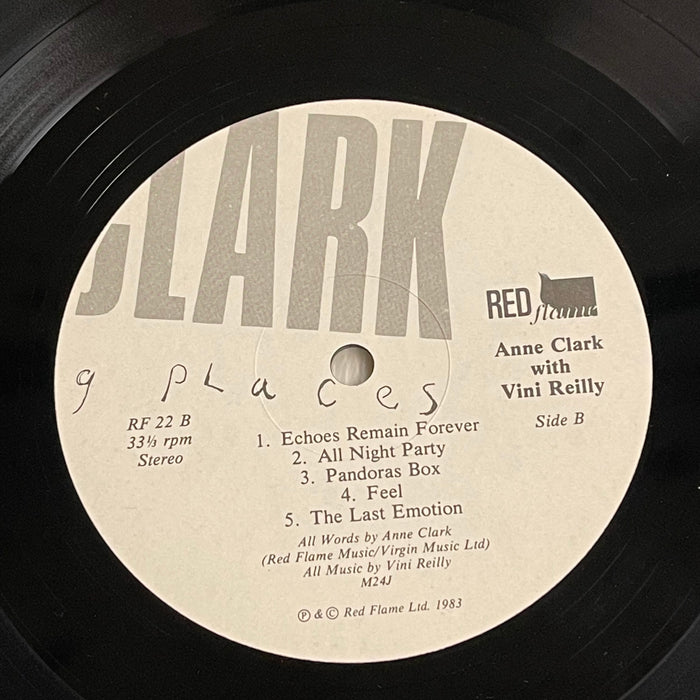 CLARK
RED flame
Anne Clark
with
Vini Reilly
g PLaces
RF 22 B
33⅓ rpm
Stereo
Side B
1. Echoes Remain Forever
2. All Night Party
3. Pandoras Box
4. Feel
5. The Last Emotion
All Words by Anne Clark
(Red Flame Music/Virgin Music Ltd)
All Music by Vini Reilly
M24J
Ⓟ & © Red Flame Ltd. 1983